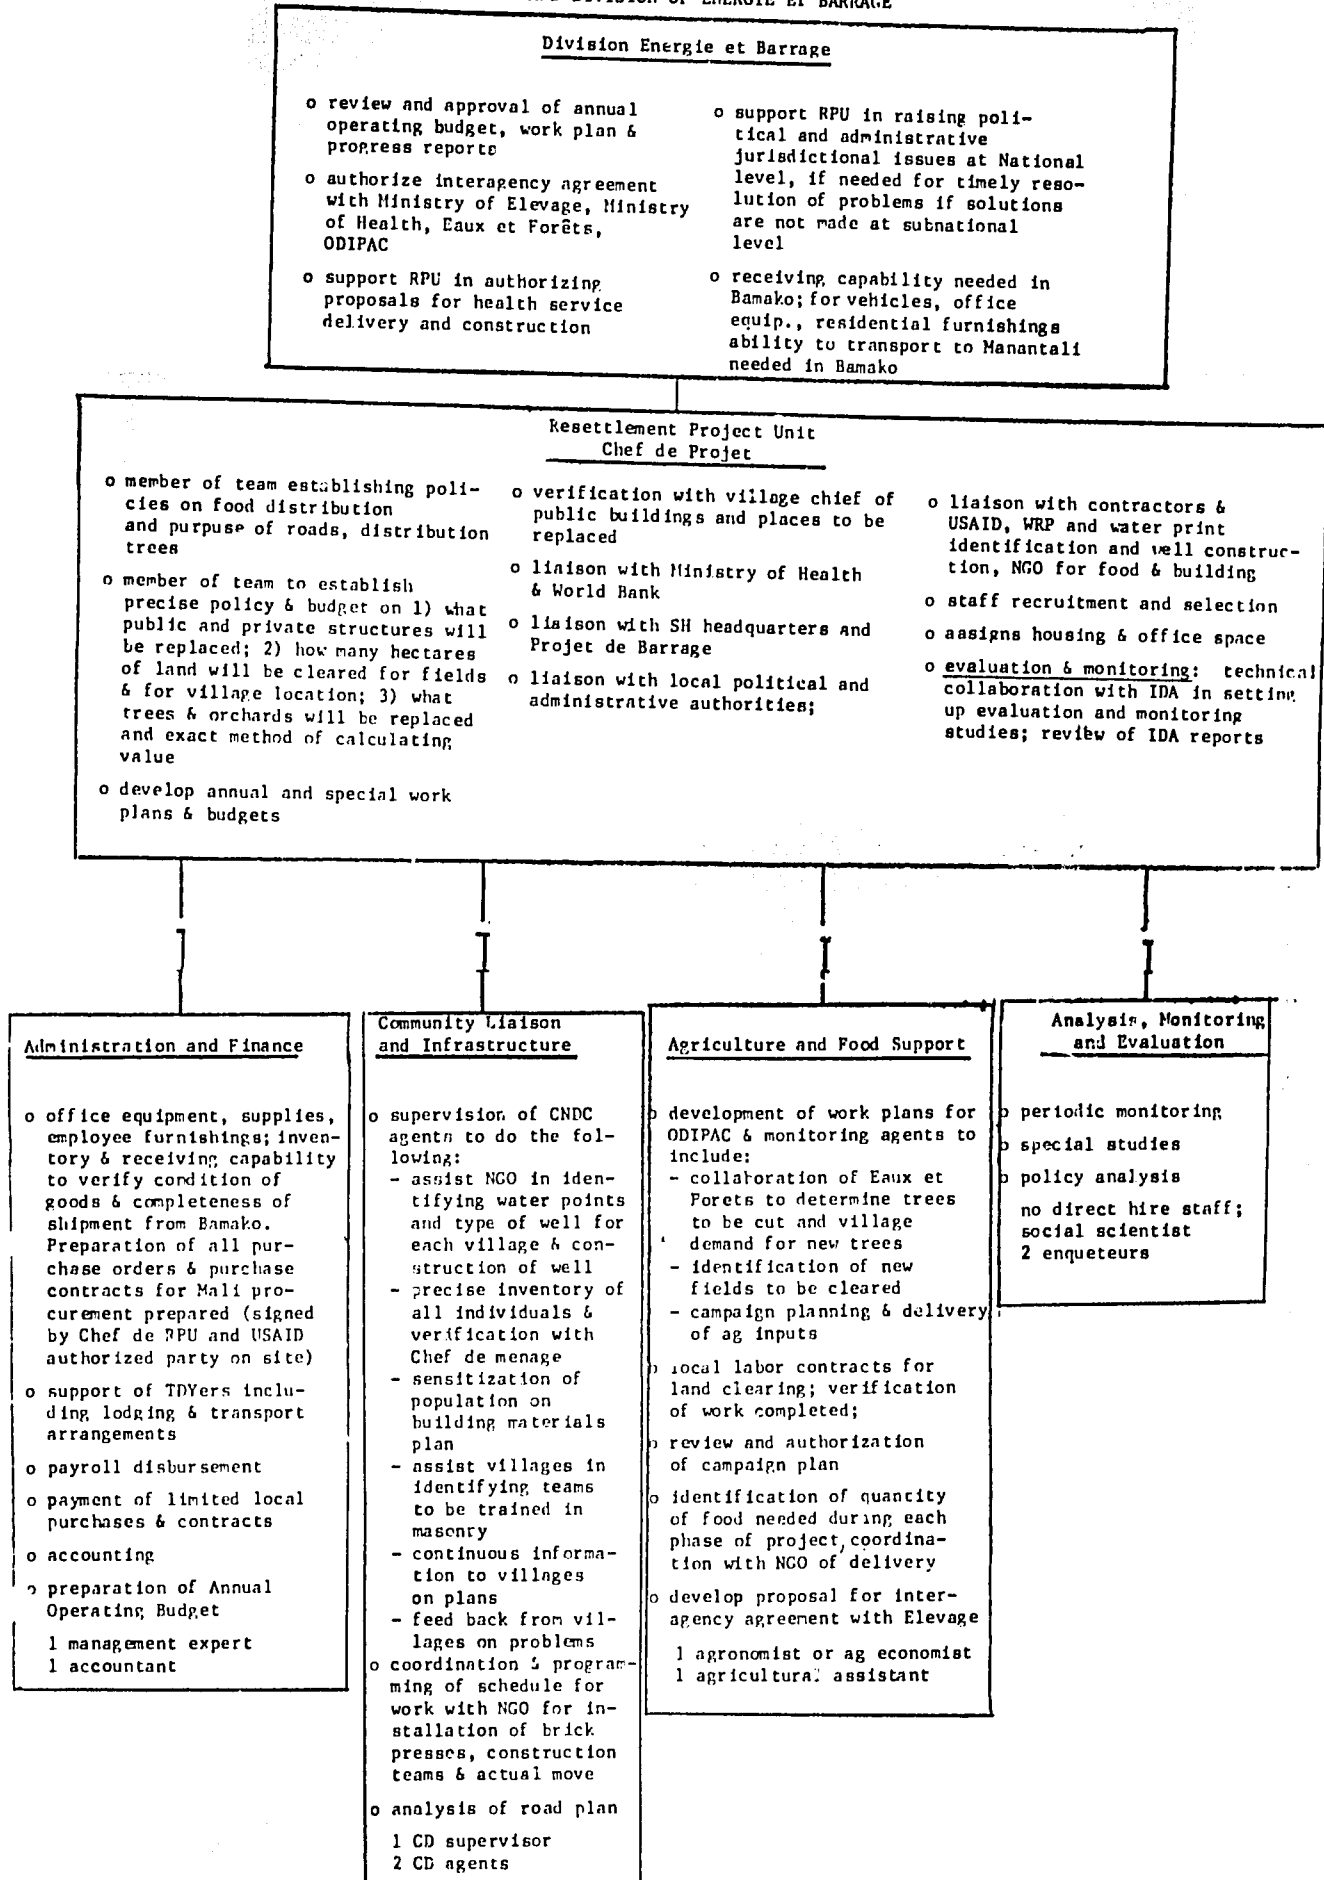 DIVISION OF ENERGIE ET BARRAGE
Division Energie et Barrage
o review and approval of annual
operating budget, work plan &
progress reports
o authorize interagency agreement
with Ministry of Elevage, Ministry
of Health, Eaux et Forêts,
ODIPAC
o support RPU in authorizing
proposals for health service
delivery and construction
o support RPU in raising poli-
tical and administrative
jurisdictional issues at National
level, if needed for timely reso-
lution of problems if solutions
are not made at subnational
level
o receiving capability needed in
Bamako; for vehicles, office
equip., residential furnishings
ability to transport to Manantali
needed in Bamako
Resettlement Project Unit
Chef de Projet
o member of team establishing poli-
cies on food distribution
and purpuse of roads, distribution
trees
o member of team to establish
precise policy & budget on 1) what
public and private structures will
be replaced; 2) how many hectares
of land will be cleared for fields
& for village location; 3) what
trees & orchards will be replaced
and exact method of calculating
value
o develop annual and special work
plans & budgets
o verification with village chief of
public buildings and places to be
replaced
o liaison with Ministry of Health
& World Bank
o liaison with SH headquarters and
Projet de Barrage
o liaison with local political and
administrative authorities;
o liaison with contractors &
USAID, WRP and water print
identification and well construc-
tion, NGO for food & building
o staff recruitment and selection
o aasigns housing & office space
o evaluation & monitoring: technical
collaboration with IDA in setting
up evaluation and monitoring
studies; review of IDA reports
Administration and Finance
o office equipment, supplies,
employee furnishings; inven-
tory & receiving capability
to verify condition of
goods & completeness of
shipment from Bamako.
Preparation of all pur-
chase orders & purchase
contracts for Mali pro-
curement prepared (signed
by Chef de RPU and USAID
authorized party on site)
o support of TDYers inclu-
ding lodging & transport
arrangements
o payroll disbursement
o payment of limited local
purchases & contracts
o accounting
o preparation of Annual
Operating Budget
1 management expert
1 accountant
Community Liaison
and Infrastructure
o supervision of CNDC
agents to do the fol-
lowing:
- assist NGO in iden-
tifying water points
and type of well for
each village & con-
struction of well
- precise inventory of
all individuals &
verification with
Chef de menage
- sensitization of
population on
building materials
plan
- assist villages in
identifying teams
to be trained in
masonry
- continuous informa-
tion to villages
on plans
- feed back from vil-
lages on problems
o coordination & program-
ming of schedule for
work with NGO for in-
stallation of brick
presses, construction
teams & actual move
o analysis of road plan
1 CD supervisor
2 CD agents
Agriculture and Food Support
o development of work plans for
ODIPAC & monitoring agents to
include:
- collaboration of Eaux et
Forets to determine trees
to be cut and village
demand for new trees
- identification of new
fields to be cleared
- campaign planning & delivery
of ag inputs
o local labor contracts for
land clearing; verification
of work completed;
o review and authorization
of campaign plan
o identification of quantity
of food needed during each
phase of project, coordina-
tion with NGO of delivery
o develop proposal for inter-
agency agreement with Elevage
1 agronomist or ag economist
1 agricultural assistant
Analysis, Monitoring
and Evaluation
o periodic monitoring
o special studies
o policy analysis
no direct hire staff;
social scientist
2 enqueteurs